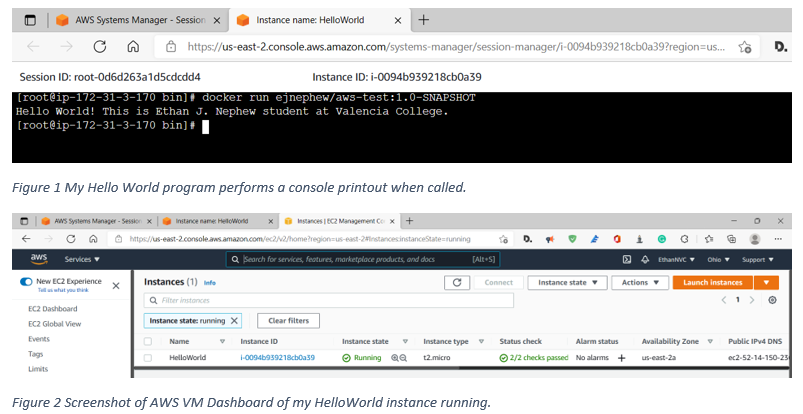 AWS Systems Manager - Session
Instance name: HelloWorld
https://us-east-2.console.aws.amazon.com/systems-manager/session-manager/i-0094b939218cb0a39?region=us...
Session ID: root-0d6d263a1d5cdcdd4 Instance ID: i-0094b939218cb0a39
[root@ip-172-31-3-170 bin]# docker run ejnephew/aws-test:1.0-SNAPSHOT
Hello World! This is Ethan J. Nephew student at Valencia College.
[root@ip-172-31-3-170 bin]#
Figure 1 My Hello World program performs a console printout when called.
AWS Systems Manager - Session
Instance name: HelloWorld
Instances | EC2 Management Co
https://us-east-2.console.aws.amazon.com/ec2/v2/home?region=us-east-2#Instances:instanceState=running
aws Services Search for services, features, marketplace products, and docs [Alt+S] EthanNVC Ohio Support
New EC2 Experience
Tell us what you think
EC2 Dashboard
EC2 Global View
Events
Tags
Limits
Instances (1) Info Connect Instance state Actions Launch instances
Filter instances 1
Instance state: running Clear filters
Name Instance ID Instance state Instance type Status check Alarm status Availability Zone Public IPv4 DNS
HelloWorld i-0094b939218cb0a39 Running t2.micro 2/2 checks passed No alarms us-east-2a ec2-52-14-150-23
Figure 2 Screenshot of AWS VM Dashboard of my HelloWorld instance running.